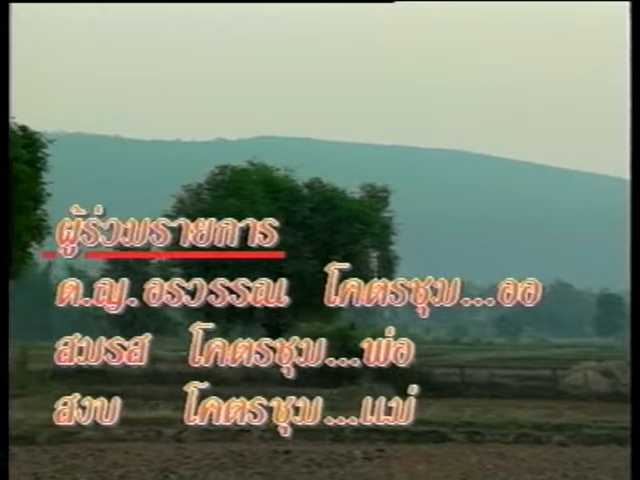 ผู้ร่วมรายการ
ด.ญ. อรวรรณ โคตรชุม...ออ
สมรส โคตรชุม...พ่อ
สงบ โคตรชุม...แม่